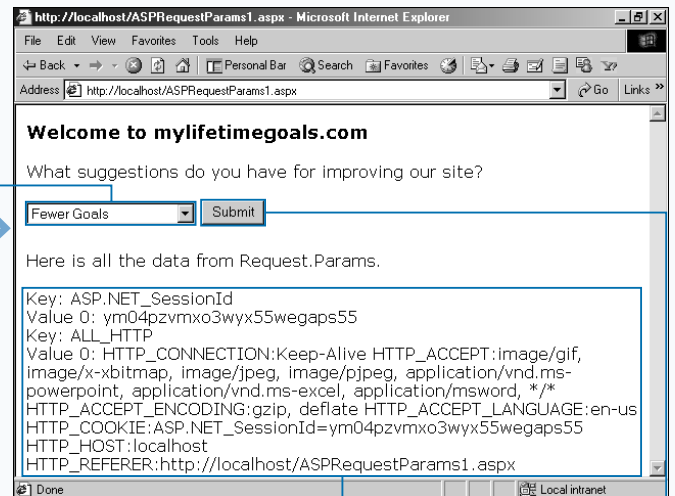 http://localhost/ASPRequestParams1.aspx - Microsoft Internet Explorer
File Edit View Favorites Tools Help
Back Personal Bar Search Favorites
Address http://localhost/ASPRequestParams1.aspx Go Links »
Welcome to mylifetimegoals.com
What suggestions do you have for improving our site?
Fewer Goals Submit
Here is all the data from Request.Params.
Key: ASP.NET_SessionId
Value 0: ym04pzvmxo3wyx55wegaps55
Key: ALL_HTTP
Value 0: HTTP_CONNECTION:Keep-Alive HTTP_ACCEPT:image/gif,
image/x-xbitmap, image/jpeg, image/pjpeg, application/vnd.ms-
powerpoint, application/vnd.ms-excel, application/msword, */*
HTTP_ACCEPT_ENCODING:gzip, deflate HTTP_ACCEPT_LANGUAGE:en-us
HTTP_COOKIE:ASP.NET_SessionId=ym04pzvmxo3wyx55wegaps55
HTTP_HOST:localhost
HTTP_REFERER:http://localhost/ASPRequestParams1.aspx
Done Local intranet